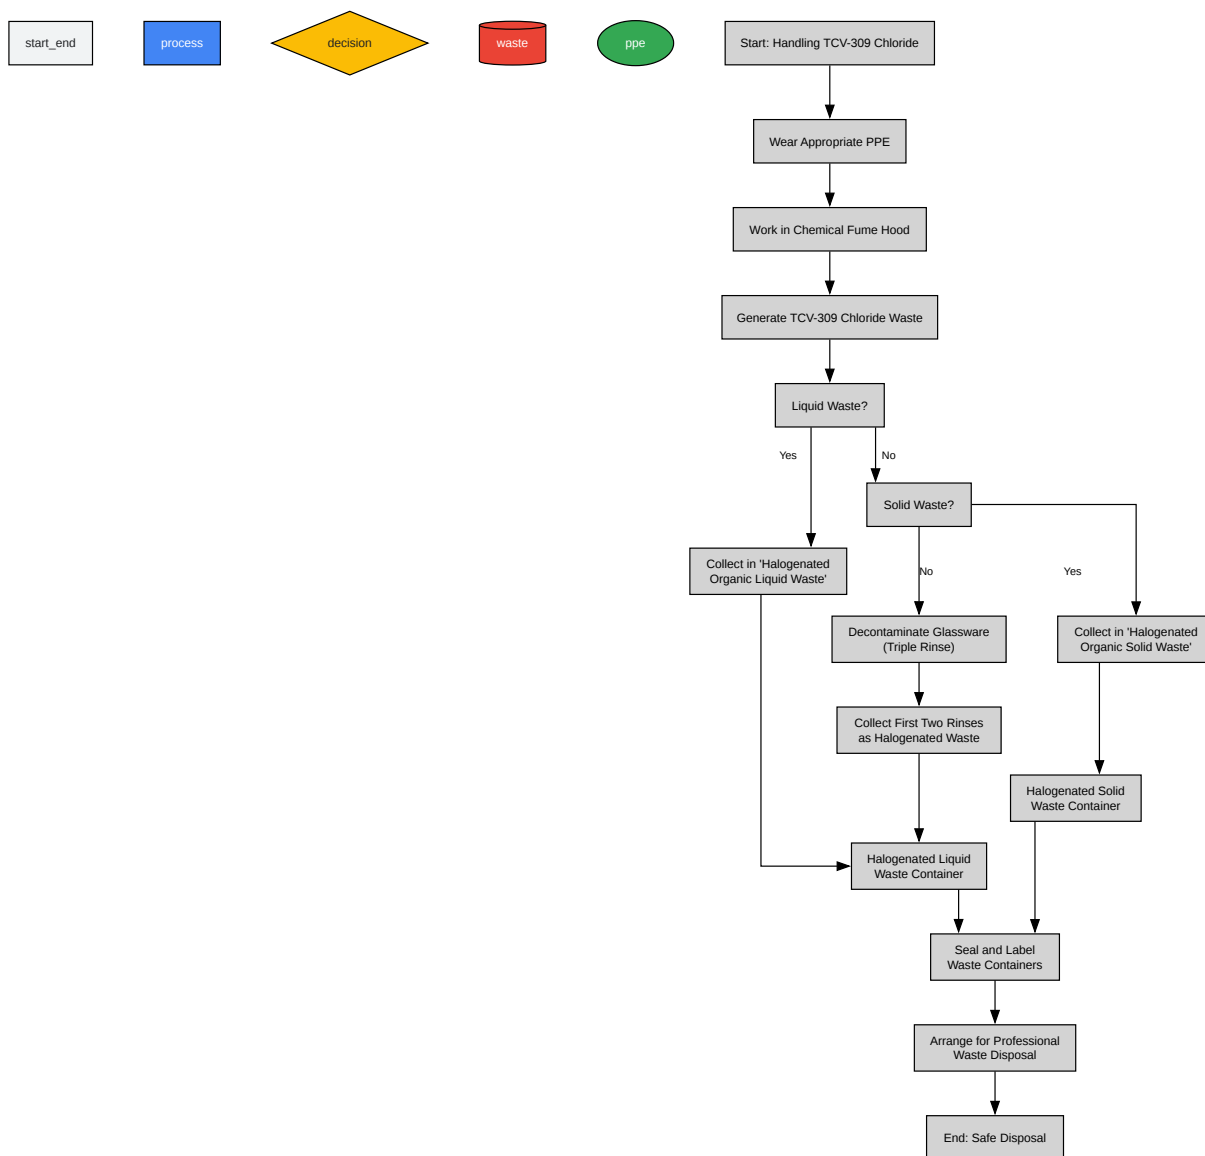 start_end
process
decision
waste
ppe
Start: Handling TCV-309 Chloride
Wear Appropriate PPE
Work in Chemical Fume Hood
Generate TCV-309 Chloride Waste
Liquid Waste?
Yes
No
Solid Waste?
Collect in 'Halogenated
Organic Liquid Waste'
No
Yes
Decontaminate Glassware
(Triple Rinse)
Collect in 'Halogenated
Organic Solid Waste'
Collect First Two Rinses
as Halogenated Waste
Halogenated Solid
Waste Container
Halogenated Liquid
Waste Container
Seal and Label
Waste Containers
Arrange for Professional
Waste Disposal
End: Safe Disposal